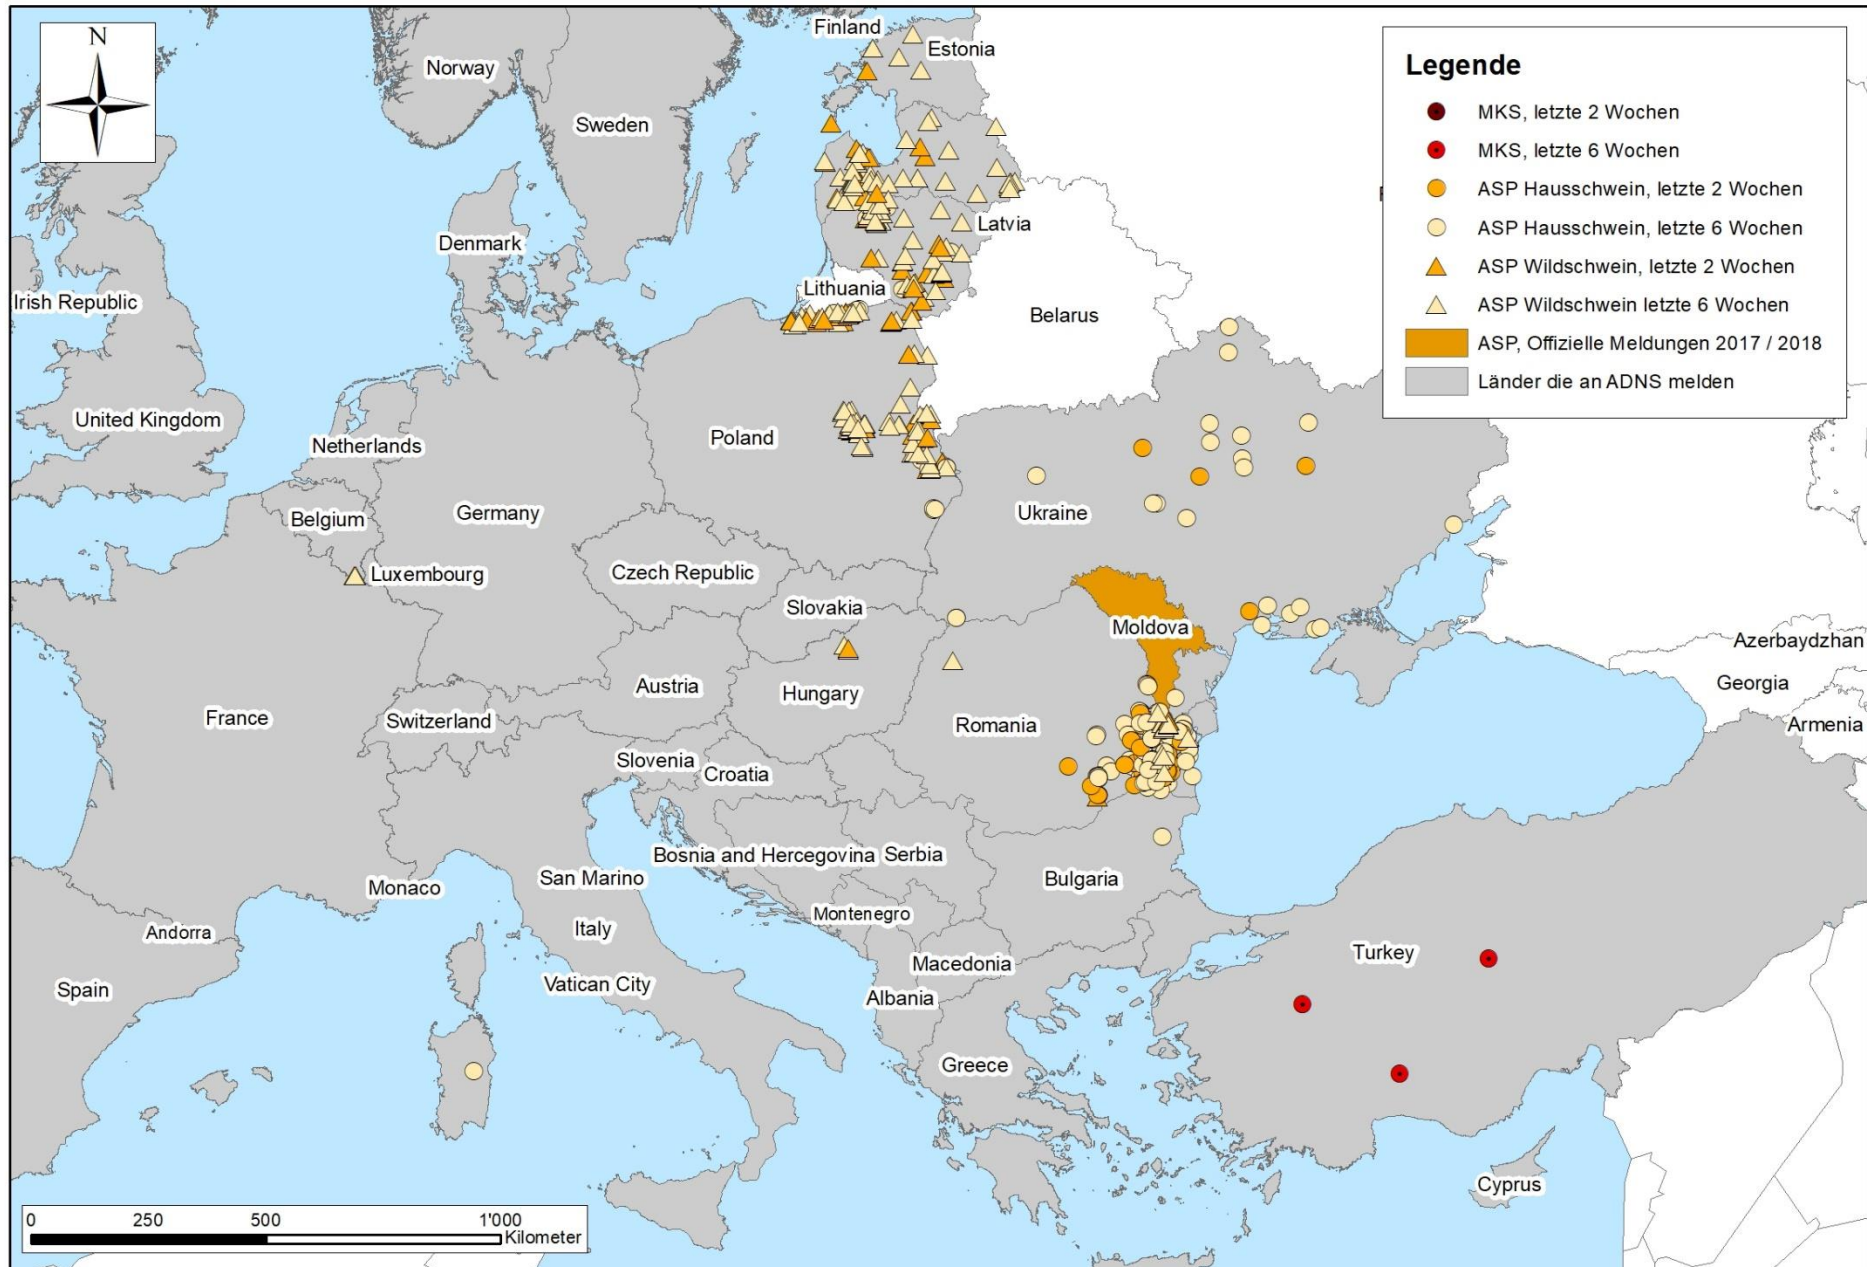 N
Finland
Estonia
Norway
Sweden
Latvia
Denmark
Lithuania
Irish Republic
Belarus
United Kingdom
Netherlands
Poland
Belgium
Germany
Ukraine
Luxembourg
Czech Republic
Slovakia
Moldova
Azerbaydzhan
Georgia
Armenia
Austria
Hungary
France
Switzerland
Romania
Slovenia
Croatia
Bosnia and Hercegovina
Serbia
Bulgaria
San Marino
Monaco
Montenegro
Andorra
Italy
Turkey
Macedonia
Vatican City
Albania
Spain
Greece
Cyprus
Legende
MKS, letzte 2 Wochen
MKS, letzte 6 Wochen
ASP Hausschwein, letzte 2 Wochen
ASP Hausschwein, letzte 6 Wochen
ASP Wildschwein, letzte 2 Wochen
ASP Wildschwein letzte 6 Wochen
ASP, Offizielle Meldungen 2017 / 2018
Länder die an ADNS melden
0 250 500 1'000
Kilometer